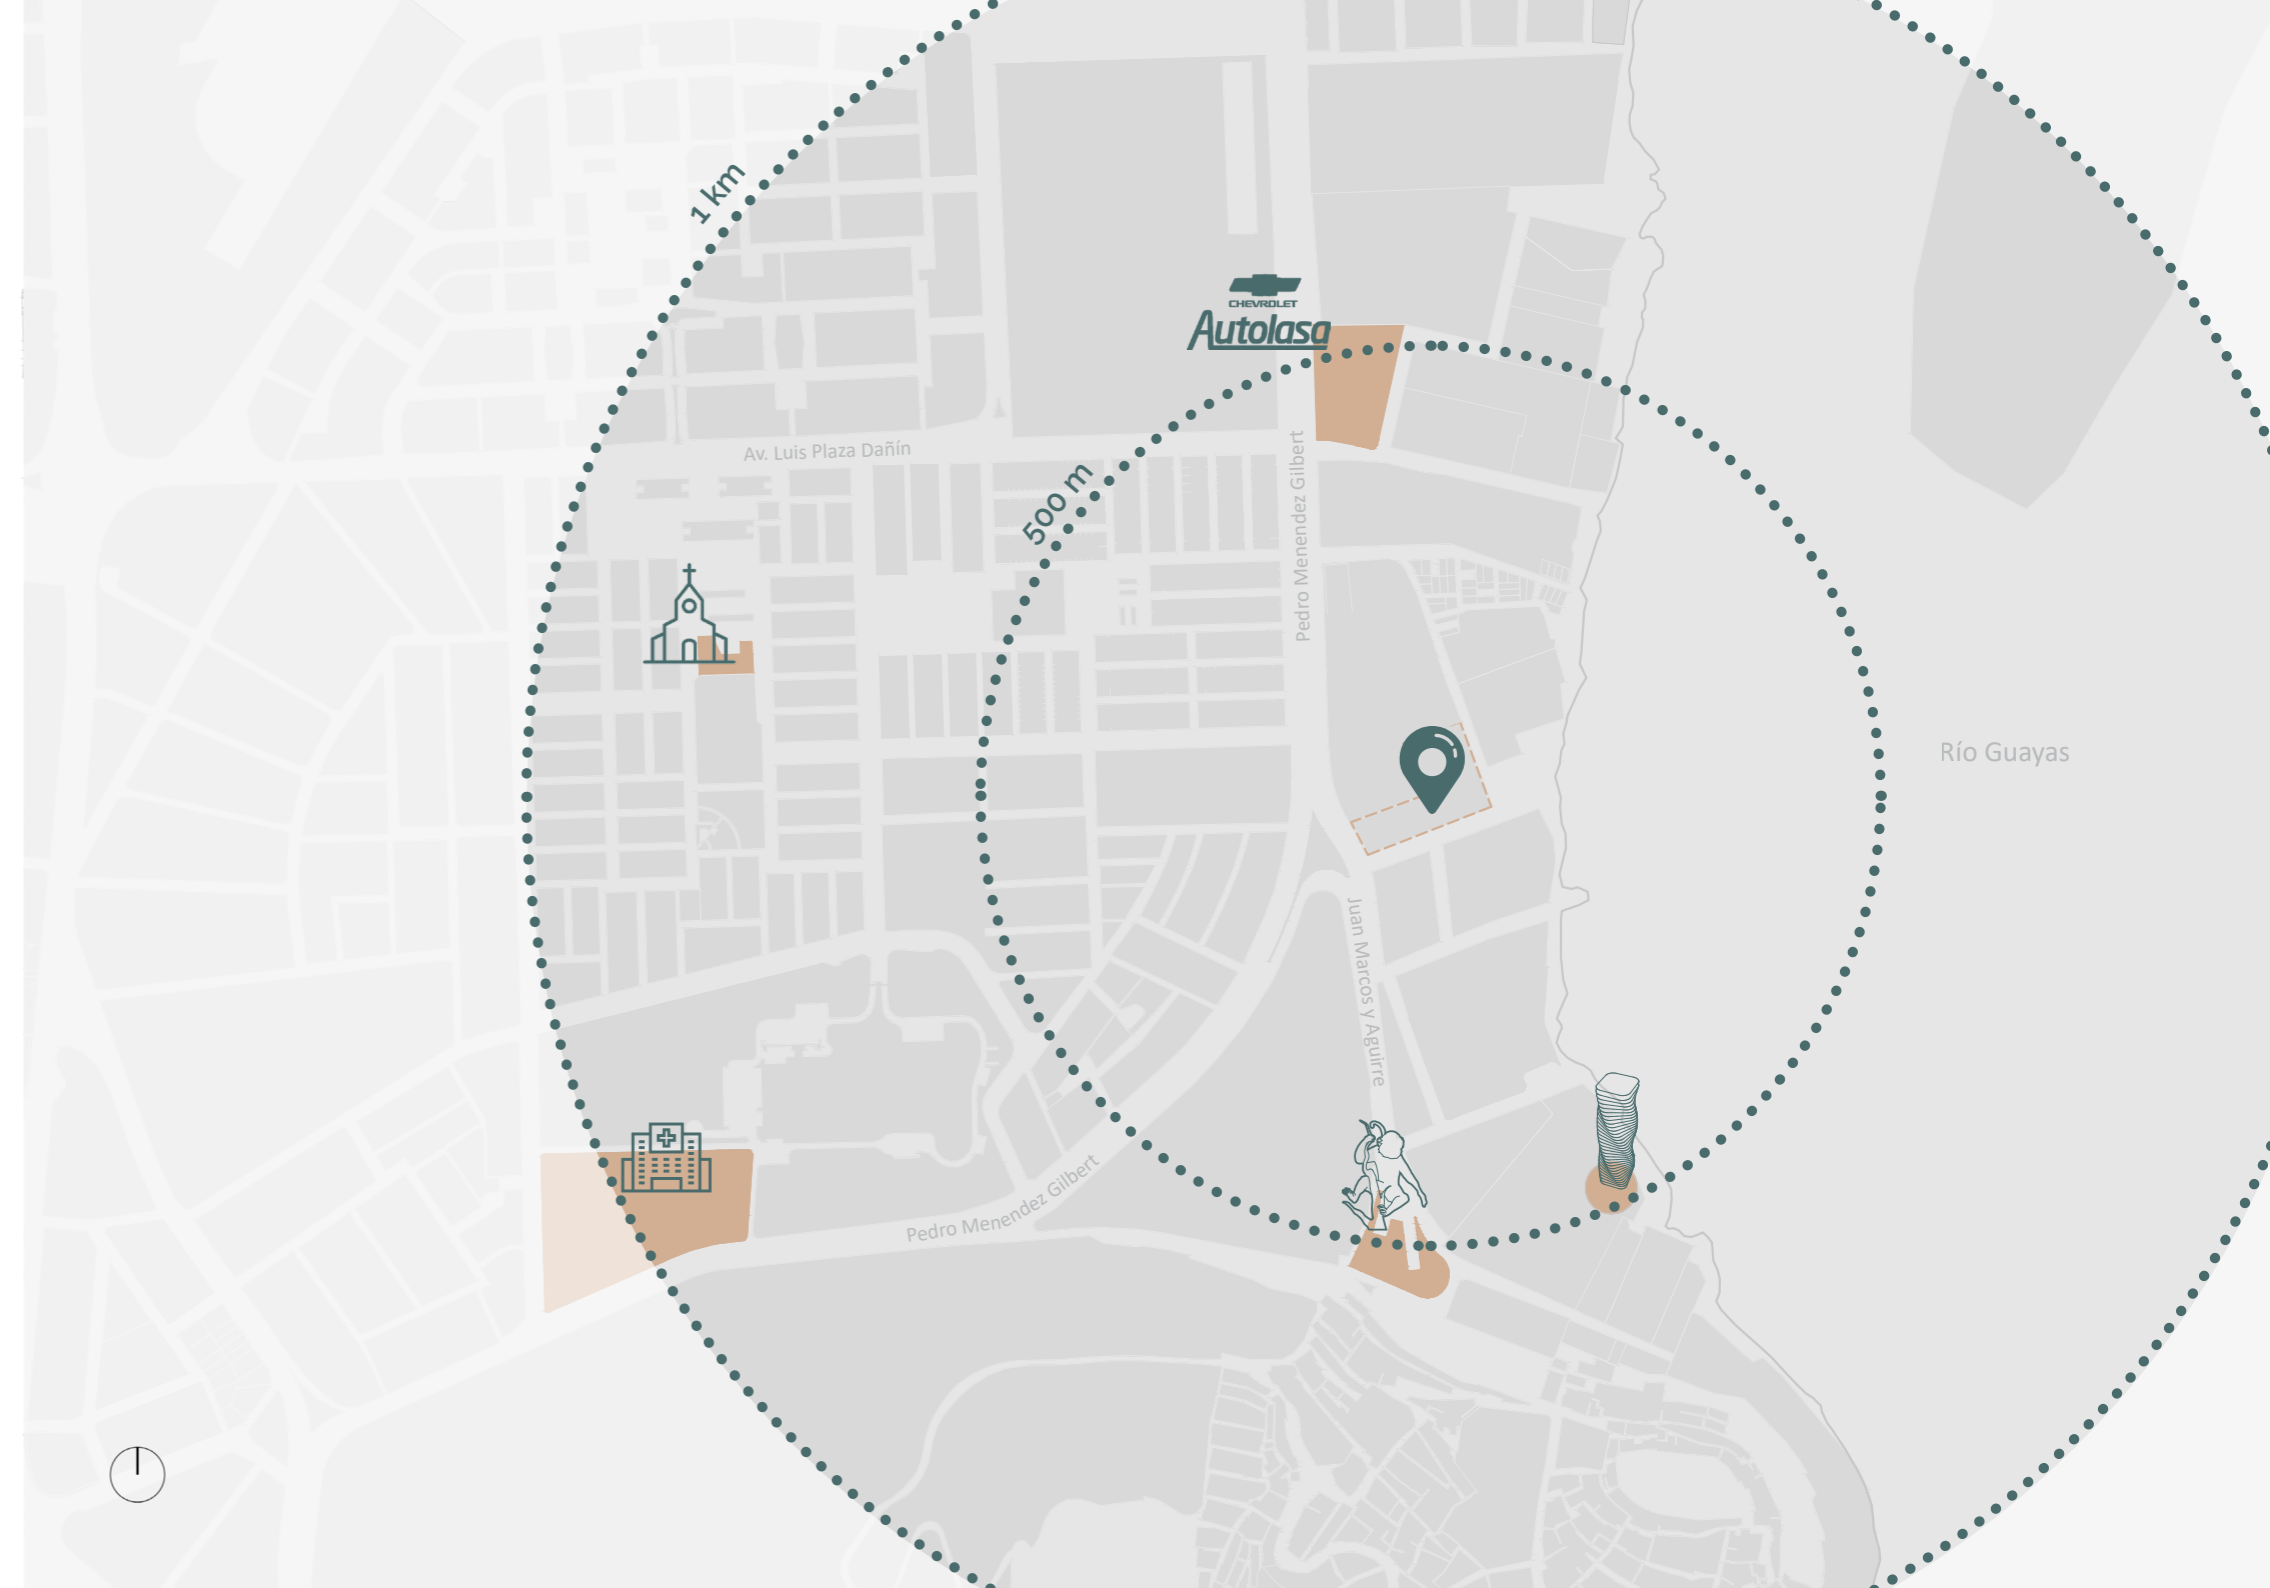 1 km
CHEVROLET
Autolasa
Av. Luis Plaza Dañín
500 m
Pedro Menendez Gilbert
Río Guayas
Juan Marcos y Aguirre
Pedro Menendez Gilbert